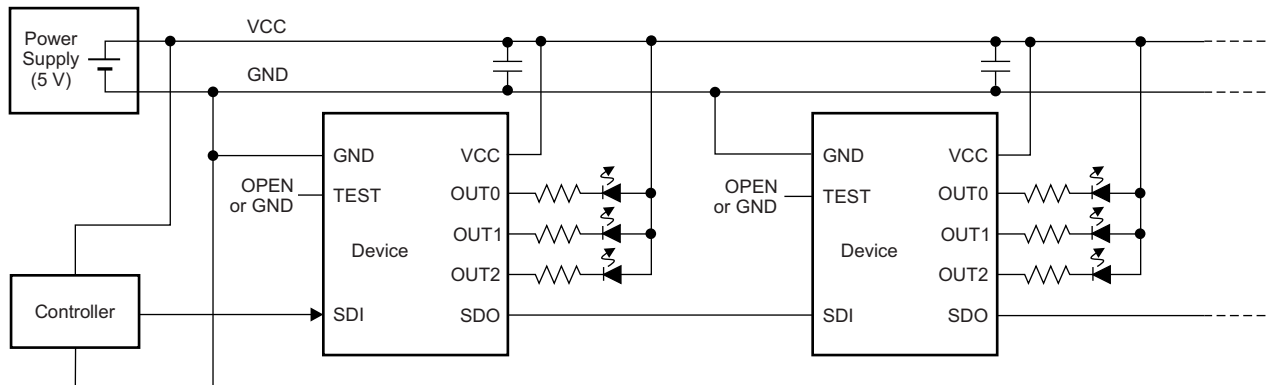 Power
Supply
(5 V)
VCC
GND
GND
TEST
OPEN
or GND
Device
SDI
VCC
OUT0
OUT1
OUT2
SDO
GND
TEST
OPEN
or GND
Device
SDI
VCC
OUT0
OUT1
OUT2
SDO
Controller